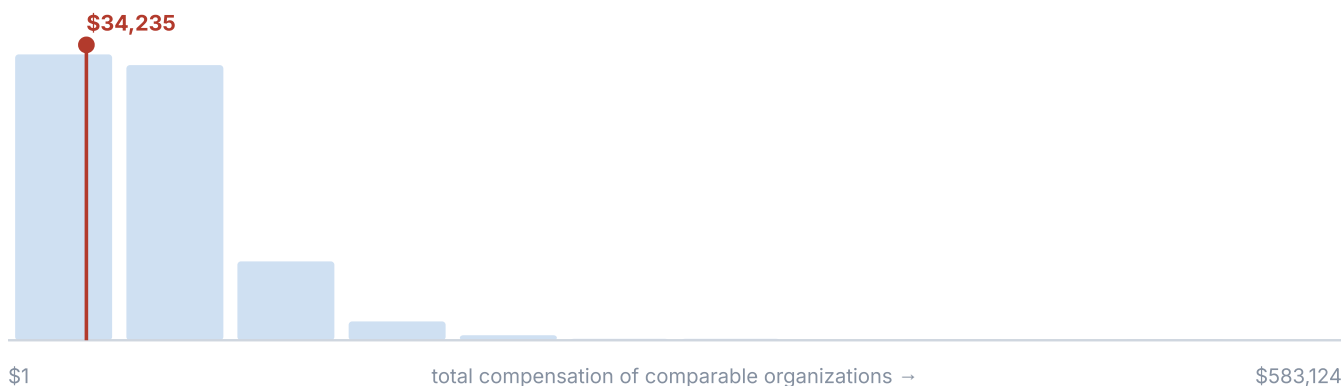 $34,235
$1
total compensation of comparable organizations →
$583,124